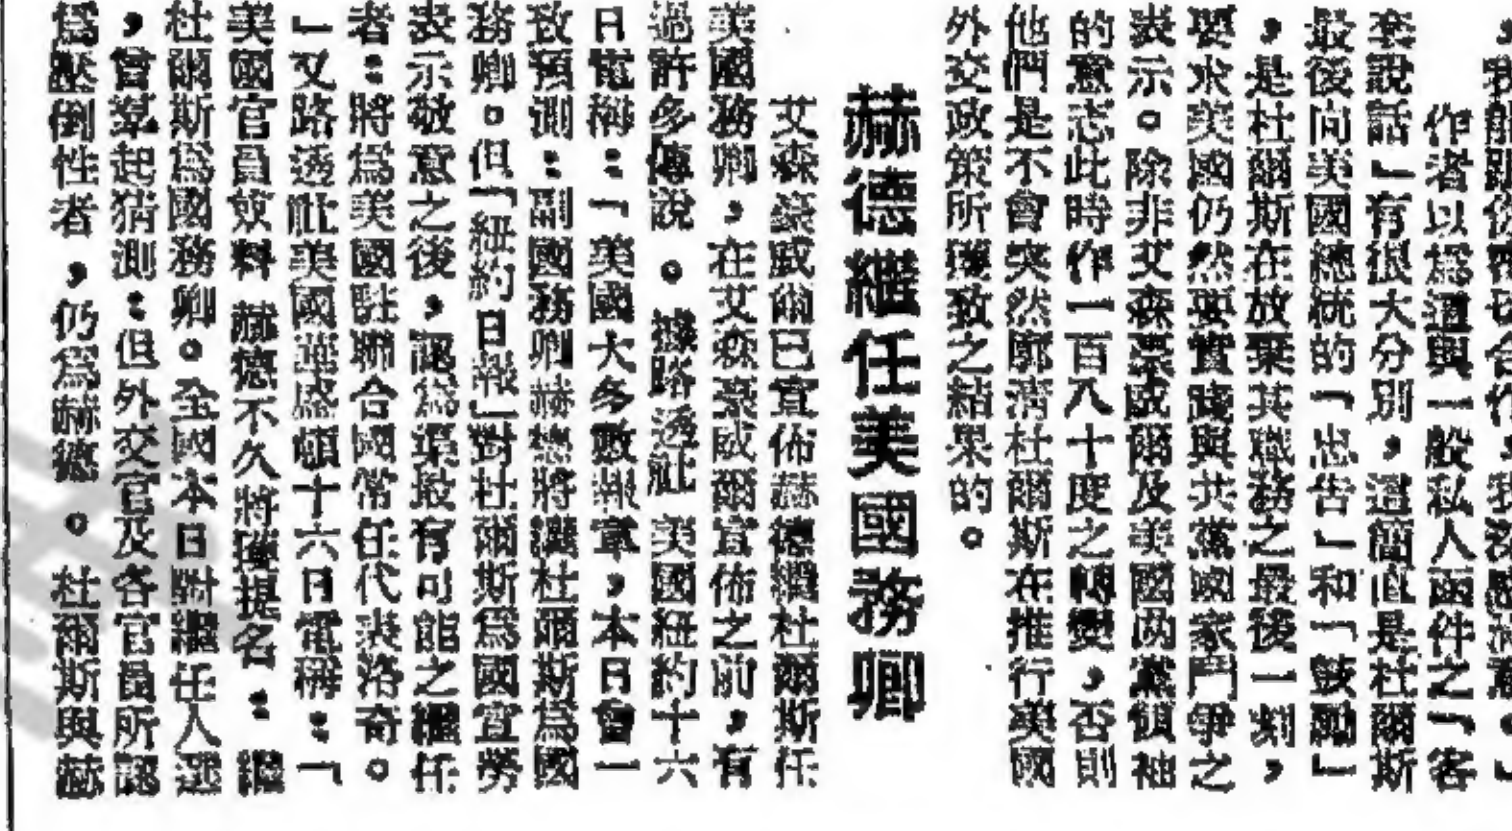 作者以爲這與一般私人函件之「客
套說話」有很大分別,這簡直是杜爾斯
最後向美國總統的「忠告」和「鼓勵」
,是杜爾斯在放棄其職務之最後一刻,
要求美國仍然要實踐與共黨國家鬥爭之
表示。除非艾森豪威爾及美國两黨領袖
的意志此時作一百八十度之轉變,否則
他們是不會突然廓清杜爾斯在推行美國
外交政策所獲致之結果的。
赫德繼任美國務卿
艾森豪威爾已宣佈赫德繼杜爾斯任
美國務卿,在艾森豪威爾宣佈之前,有
過許多傳說。據路透社美國紐約十六
日電稱:「美國大多數報章,本日會一
致預測:副國務卿赫德將繼杜爾斯爲國
務卿。但「紐約日報」對杜爾斯爲國宣勞
表示敬意之後,認爲最有可能之繼任
者:將爲美國駐聯合國常任代表洛奇。
」又路透社美國華盛頓十六日電稱:「
美國官員效料赫德不久將獲提名:繼
杜爾斯爲國務卿。全國本日對繼任人選
,曾羣起猜測:但外交官及各官員所認
爲壓倒性者,仍爲赫德。杜爾斯與赫